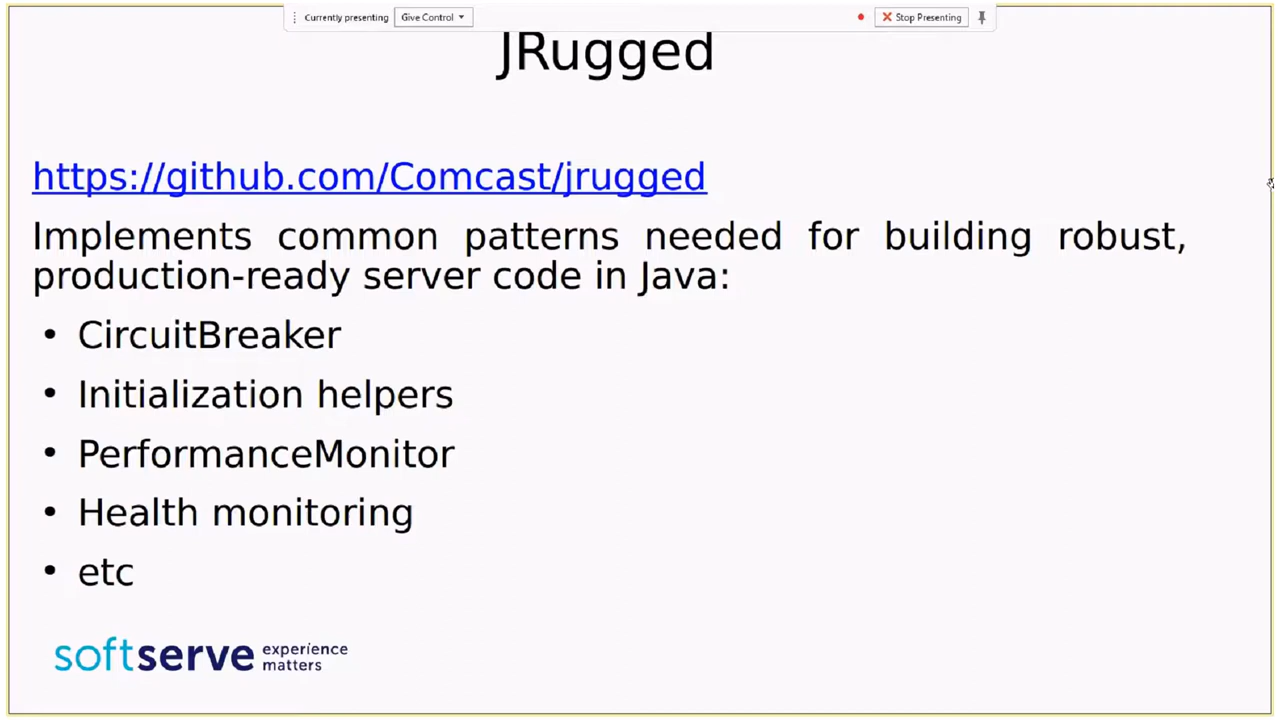 Currently presenting Give Control Stop Presenting
JRugged
https://github.com/Comcast/jrugged
Implements common patterns needed for building robust,
production-ready server code in Java:
• CircuitBreaker
• Initialization helpers
• PerformanceMonitor
• Health monitoring
• etc
softserve experience
matters